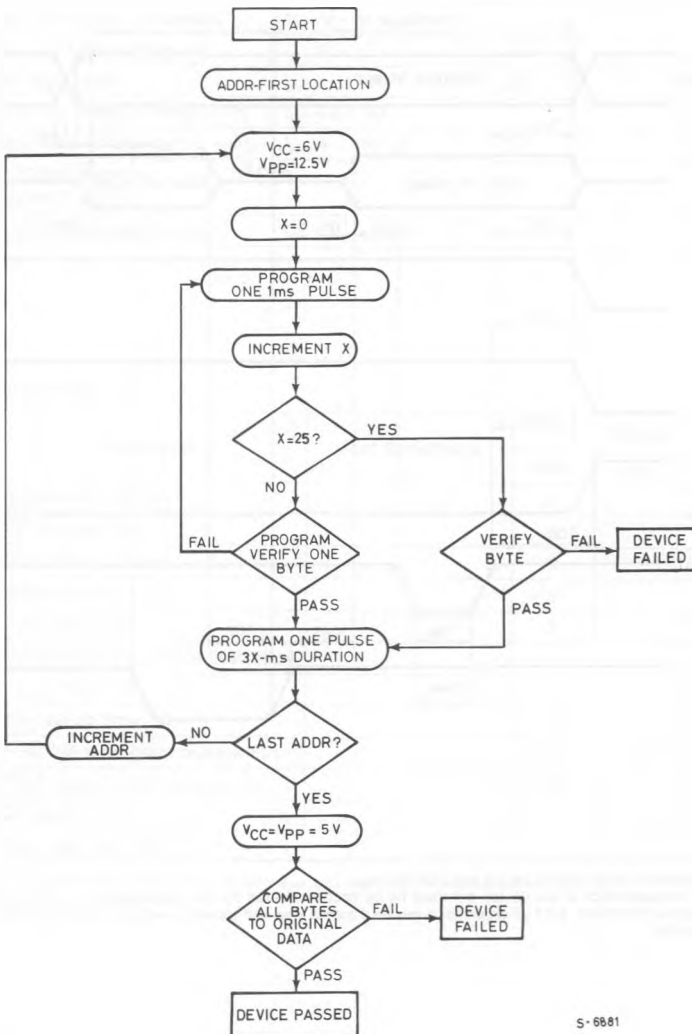 START
ADDR-FIRST LOCATION
VCC=6V
VPP=12.5V
X=0
PROGRAM
ONE 1ms PULSE
INCREMENT X
X=25?
YES
NO
FAIL
PROGRAM
VERIFY ONE
BYTE
VERIFY
BYTE
FAIL
DEVICE
FAILED
PASS
PASS
PROGRAM ONE PULSE
OF 3X-ms DURATION
INCREMENT
ADDR
NO
LAST ADDR?
YES
VCC=VPP=5V
COMPARE
ALL BYTES
TO ORIGINAL
DATA
FAIL
DEVICE
FAILED
PASS
DEVICE PASSED
S-6881